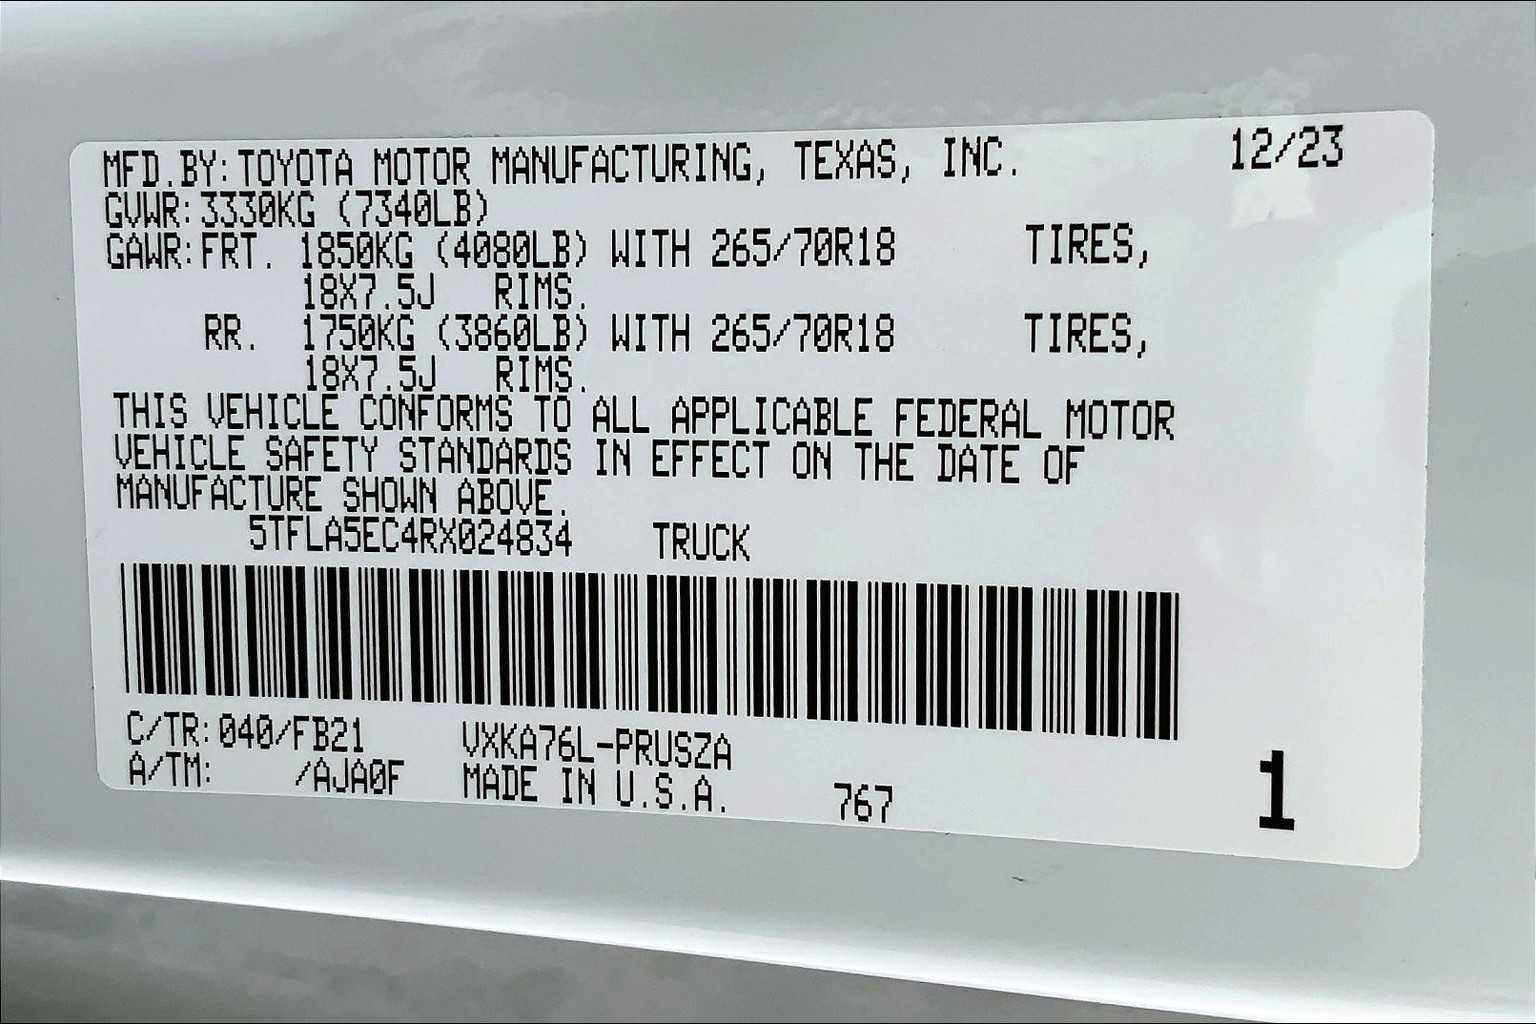 MFD.BY:TOYOTA MOTOR MANUFACTURING, TEXAS, INC. 12/23
GVWR:3330KG (7340LB)
GAWR:FRT. 1850KG (4080LB) WITH 265/70R18 TIRES,
18X7.5J RIMS.
RR. 1750KG (3860LB) WITH 265/70R18 TIRES,
18X7.5J RIMS.
THIS VEHICLE CONFORMS TO ALL APPLICABLE FEDERAL MOTOR
VEHICLE SAFETY STANDARDS IN EFFECT ON THE DATE OF
MANUFACTURE SHOWN ABOVE.
5TFLA5EC4RX024834 TRUCK
C/TR:040/FB21 VXKA76L-PRUSZA
A/TM: /AJA0F MADE IN U.S.A. 767 1